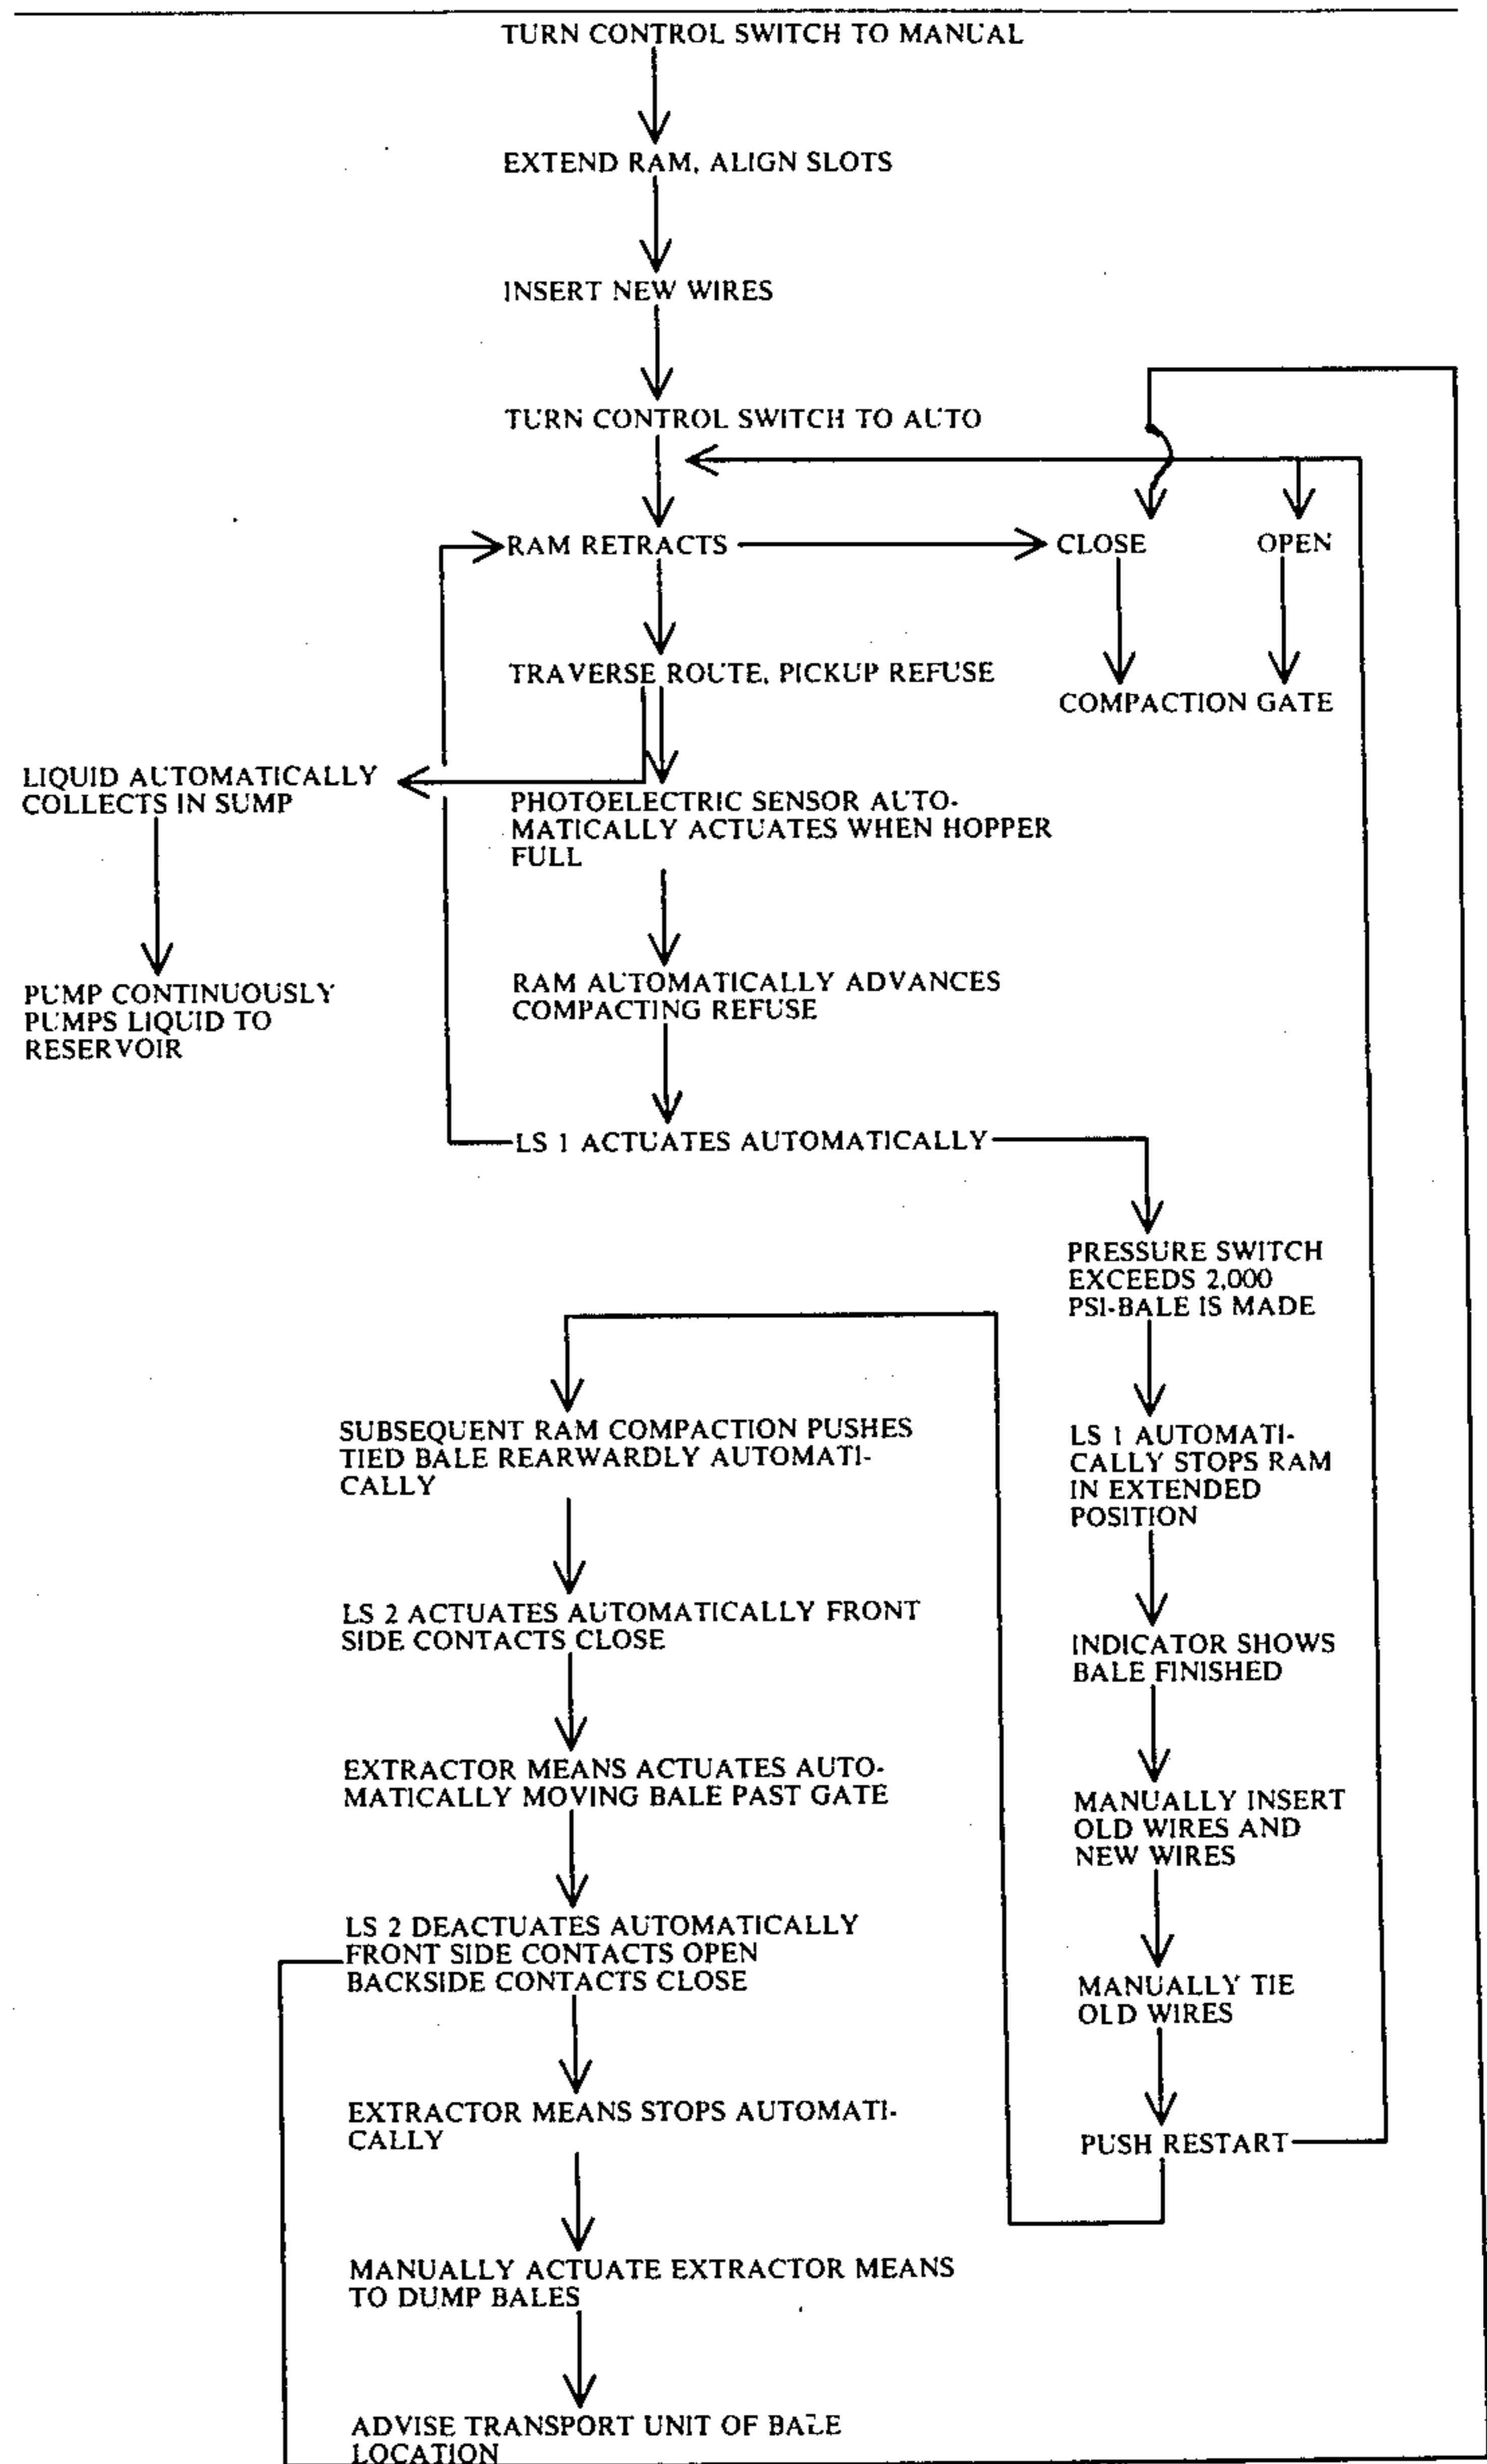 TURN CONTROL SWITCH TO MANUAL
EXTEND RAM, ALIGN SLOTS
INSERT NEW WIRES
TURN CONTROL SWITCH TO AUTO
RAM RETRACTS
CLOSE
OPEN
TRAVERSE ROUTE, PICKUP REFUSE
COMPACTION GATE
LIQUID AUTOMATICALLY
COLLECTS IN SUMP
PHOTOELECTRIC SENSOR AUTO-
MATICALLY ACTUATES WHEN HOPPER
FULL
PUMP CONTINUOUSLY
PUMPS LIQUID TO
RESERVOIR
RAM AUTOMATICALLY ADVANCES
COMPACTING REFUSE
LS 1 ACTUATES AUTOMATICALLY
PRESSURE SWITCH
EXCEEDS 2,000
PSI-BALE IS MADE
LS 1 AUTOMATI-
CALLY STOPS RAM
IN EXTENDED
POSITION
INDICATOR SHOWS
BALE FINISHED
MANUALLY INSERT
OLD WIRES AND
NEW WIRES
MANUALLY TIE
OLD WIRES
PUSH RESTART
SUBSEQUENT RAM COMPACTION PUSHES
TIED BALE REARWARDLY AUTOMATI-
CALLY
LS 2 ACTUATES AUTOMATICALLY FRONT
SIDE CONTACTS CLOSE
EXTRACTOR MEANS ACTUATES AUTO-
MATICALLY MOVING BALE PAST GATE
LS 2 DEACTUATES AUTOMATICALLY
FRONT SIDE CONTACTS OPEN
BACKSIDE CONTACTS CLOSE
EXTRACTOR MEANS STOPS AUTOMATI-
CALLY
MANUALLY ACTUATE EXTRACTOR MEANS
TO DUMP BALES
ADVISE TRANSPORT UNIT OF BALE
LOCATION